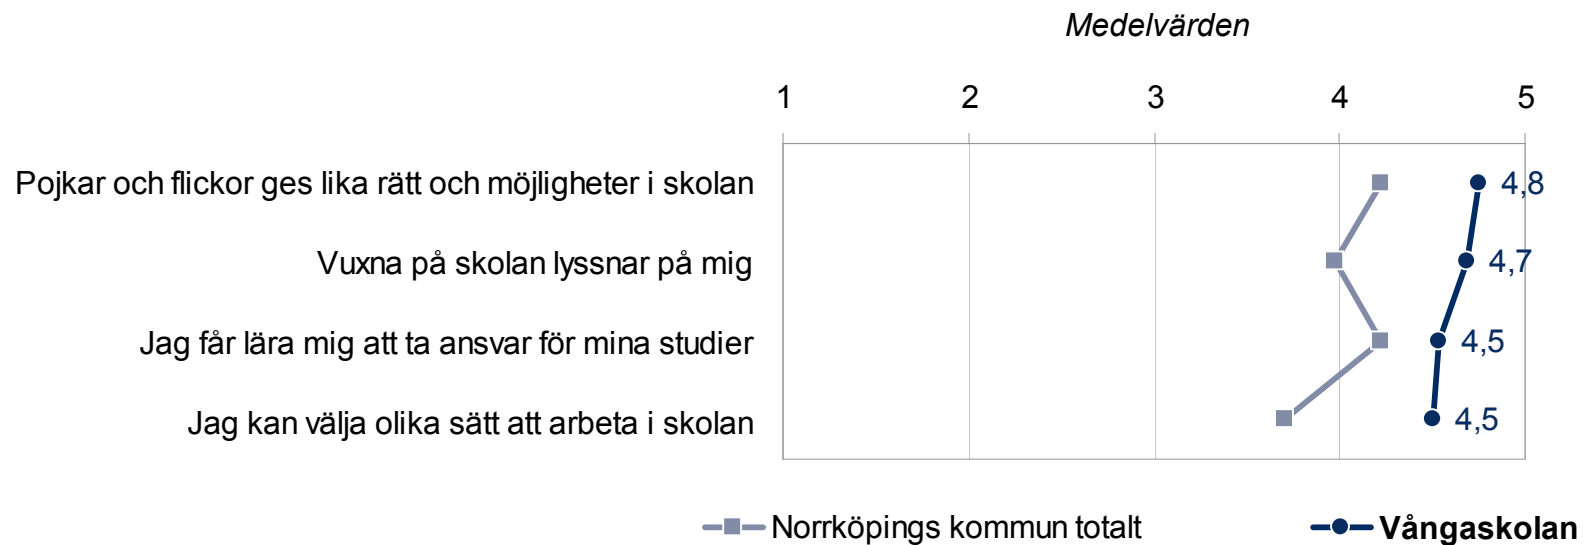 Medelvärden
1 2 3 4 5
Pojkar och flickor ges lika rätt och möjligheter i skolan 4,8
Vuxna på skolan lyssnar på mig 4,7
Jag får lära mig att ta ansvar för mina studier 4,5
Jag kan välja olika sätt att arbeta i skolan 4,5
Norrköpings kommun totalt Vångaskolan